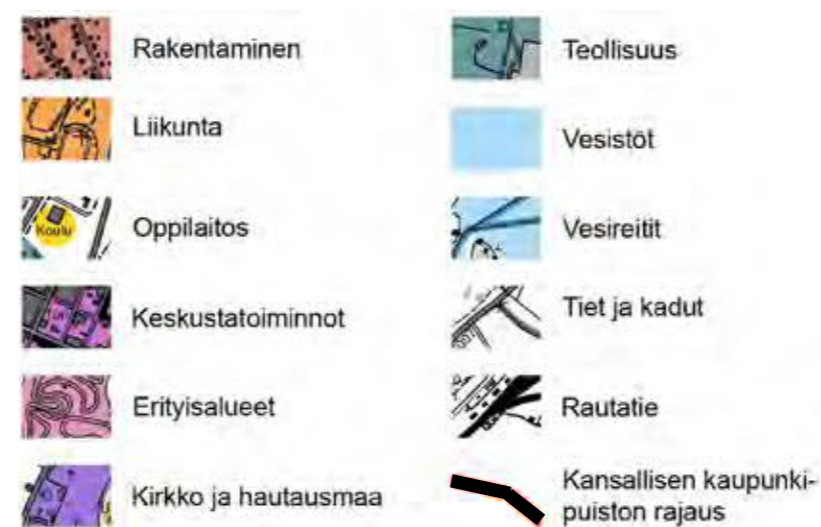 Rakentaminen
Liikunta
Koulu
Oppilaitos
Keskustatoiminnot
Erityisalueet
Kirkko ja hautausmaa
Teollisuus
Vesistöt
Vesireitit
Tiet ja kadut
Rautatie
Kansallisen kaupunki-
puiston rajaus